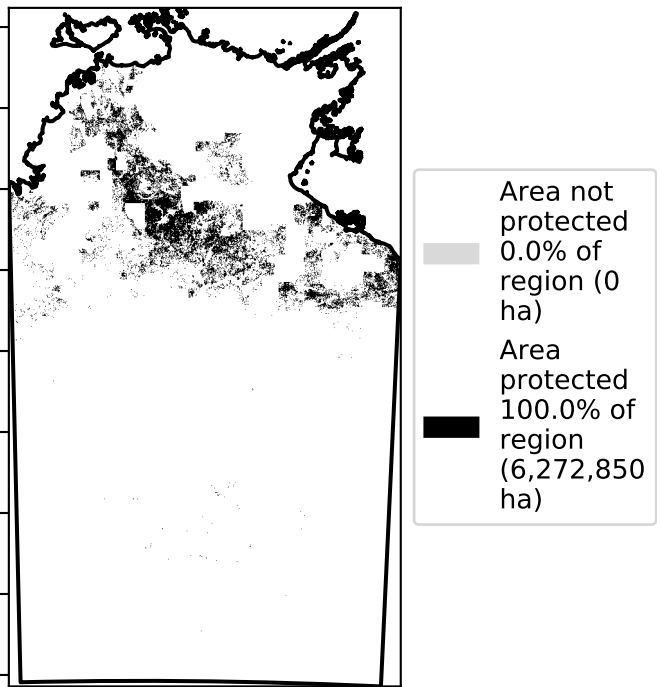 Area not
protected
0.0% of
region (0
ha)
Area
protected
100.0% of
region
(6,272,850
ha)